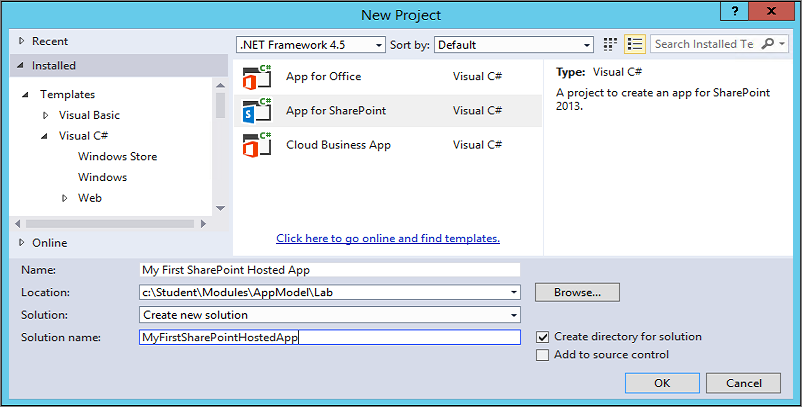 New Project
? X
Recent
Installed
Templates
Visual Basic
Visual C#
Windows Store
Windows
Web
Online
.NET Framework 4.5
Sort by: Default
Search Installed Te
C# App for Office Visual C#
C# App for SharePoint Visual C#
C# Cloud Business App Visual C#
Click here to go online and find templates.
Type: Visual C#
A project to create an app for SharePoint
2013.
Name: My First SharePoint Hosted App
Location: c:\Student\Modules\AppModel\Lab
Browse...
Solution: Create new solution
Solution name: MyFirstSharePointHostedApp
Create directory for solution
Add to source control
OK Cancel